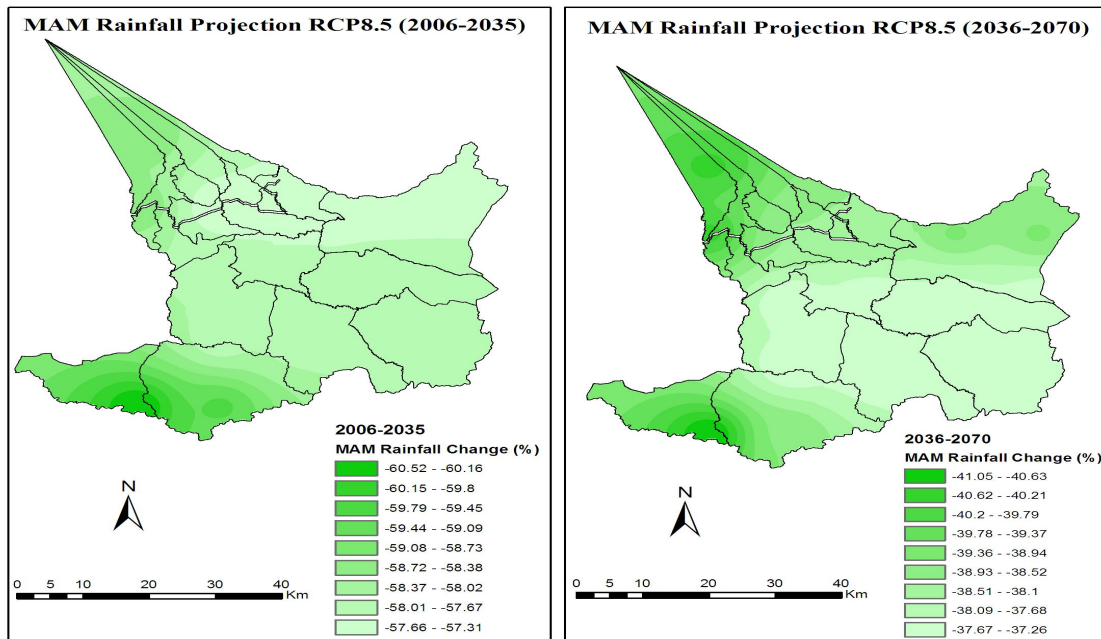 MAM Rainfall Projection RCP8.5 (2006-2035)
2006-2035
MAM Rainfall Change (%)
-60.52 - -60.16
-60.15 - -59.8
-59.79 - -59.45
-59.44 - -59.09
-59.08 - -58.73
-58.72 - -58.38
-58.37 - -58.02
-58.01 - -57.67
-57.66 - -57.31
N
0 5 10 20 30 40
Km
MAM Rainfall Projection RCP8.5 (2036-2070)
2036-2070
MAM Rainfall Change (%)
-41.05 - -40.63
-40.62 - -40.21
-40.2 - -39.79
-39.78 - -39.37
-39.36 - -38.94
-38.93 - -38.52
-38.51 - -38.1
-38.09 - -37.68
-37.67 - -37.26
N
0 5 10 20 30 40
Km